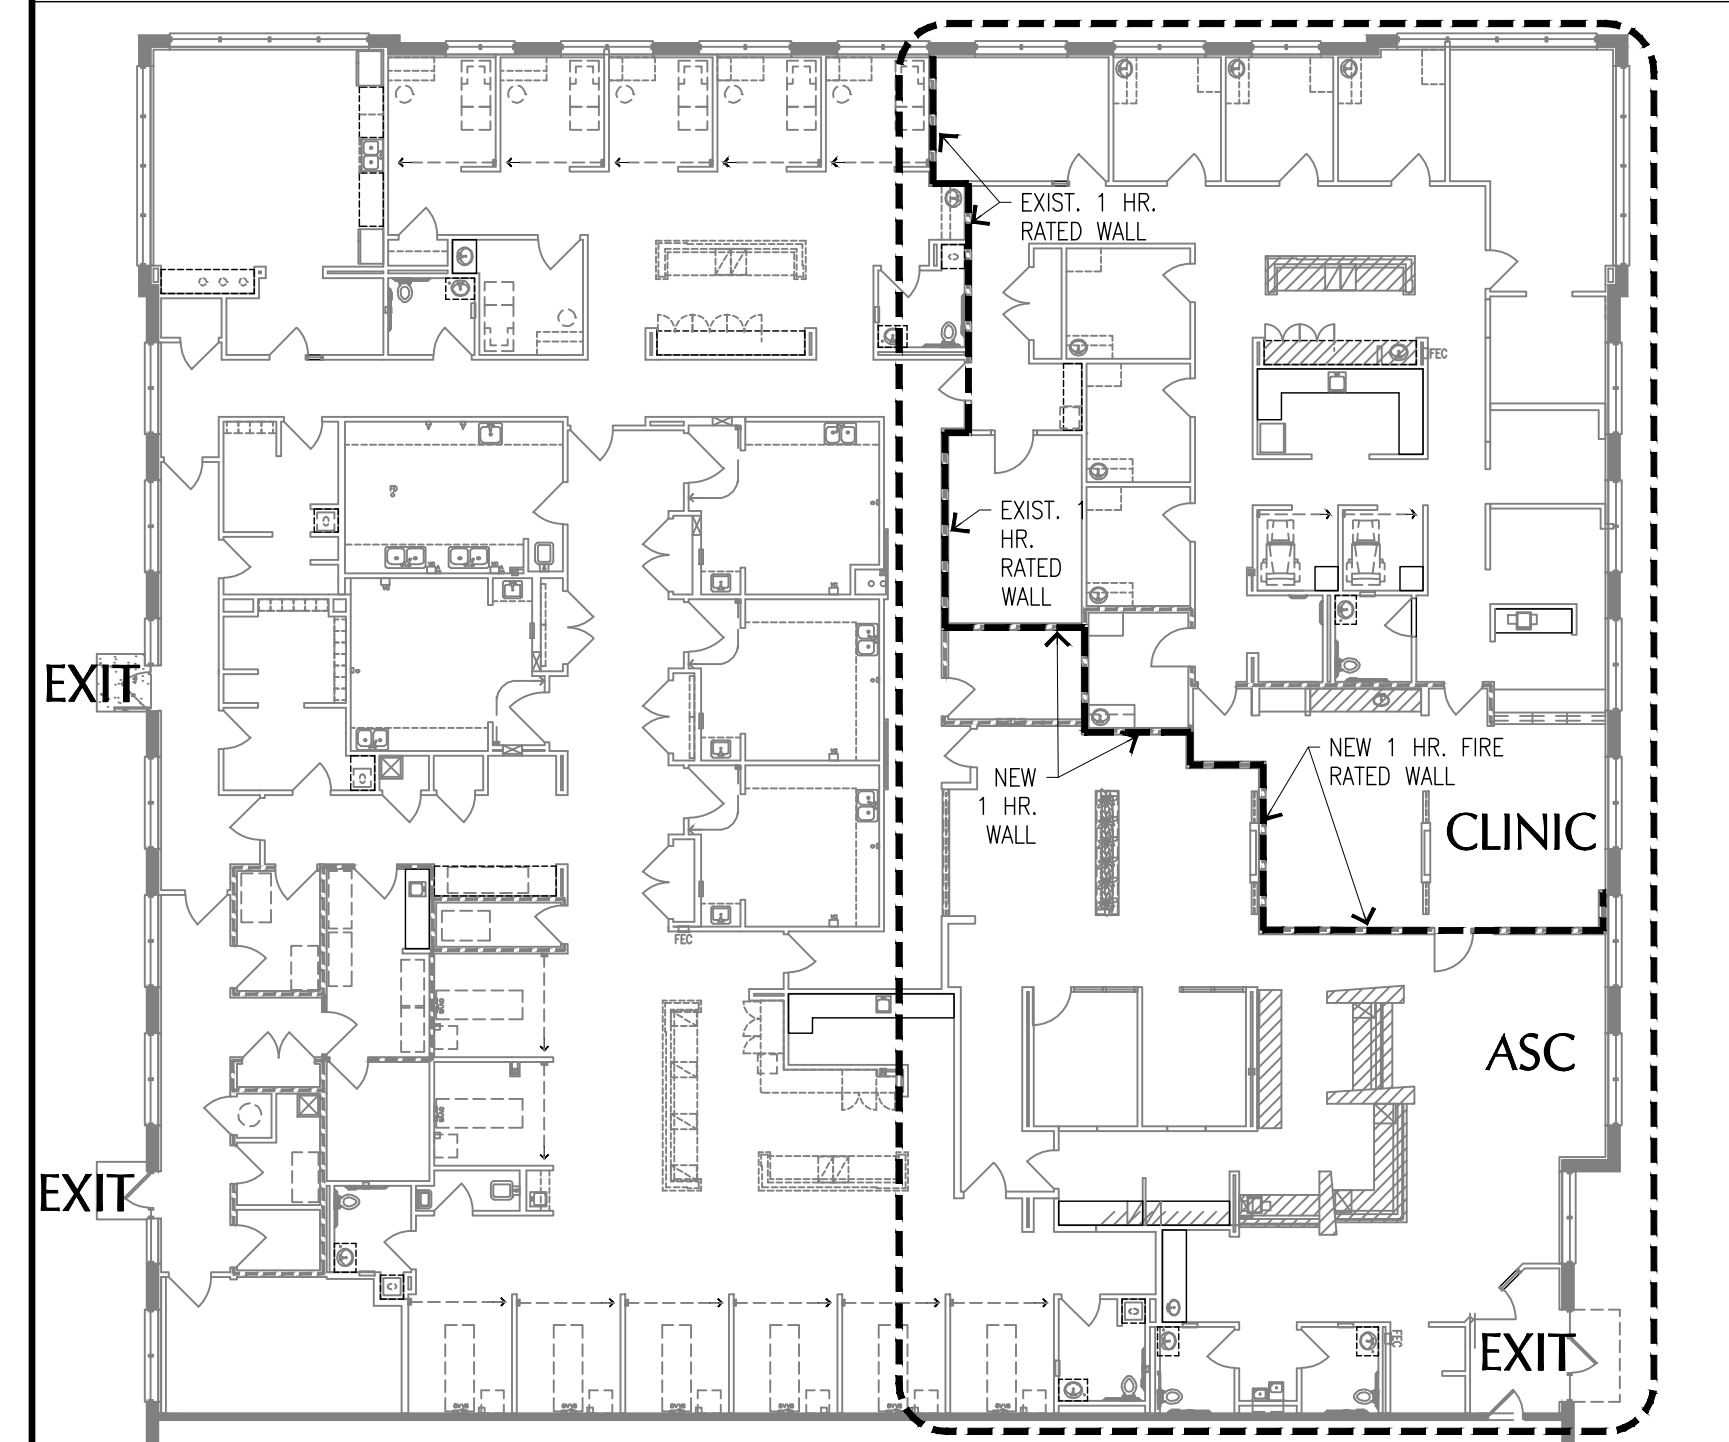 EXIST. 1 HR.
RATED WALL
FEC
EXIST. 1
HR.
RATED
WALL
FD
EXIT
NEW 1 HR. FIRE
RATED WALL
NEW
1 HR.
WALL
CLINIC
FEC
ASC
EXIT
FEC
EXIT